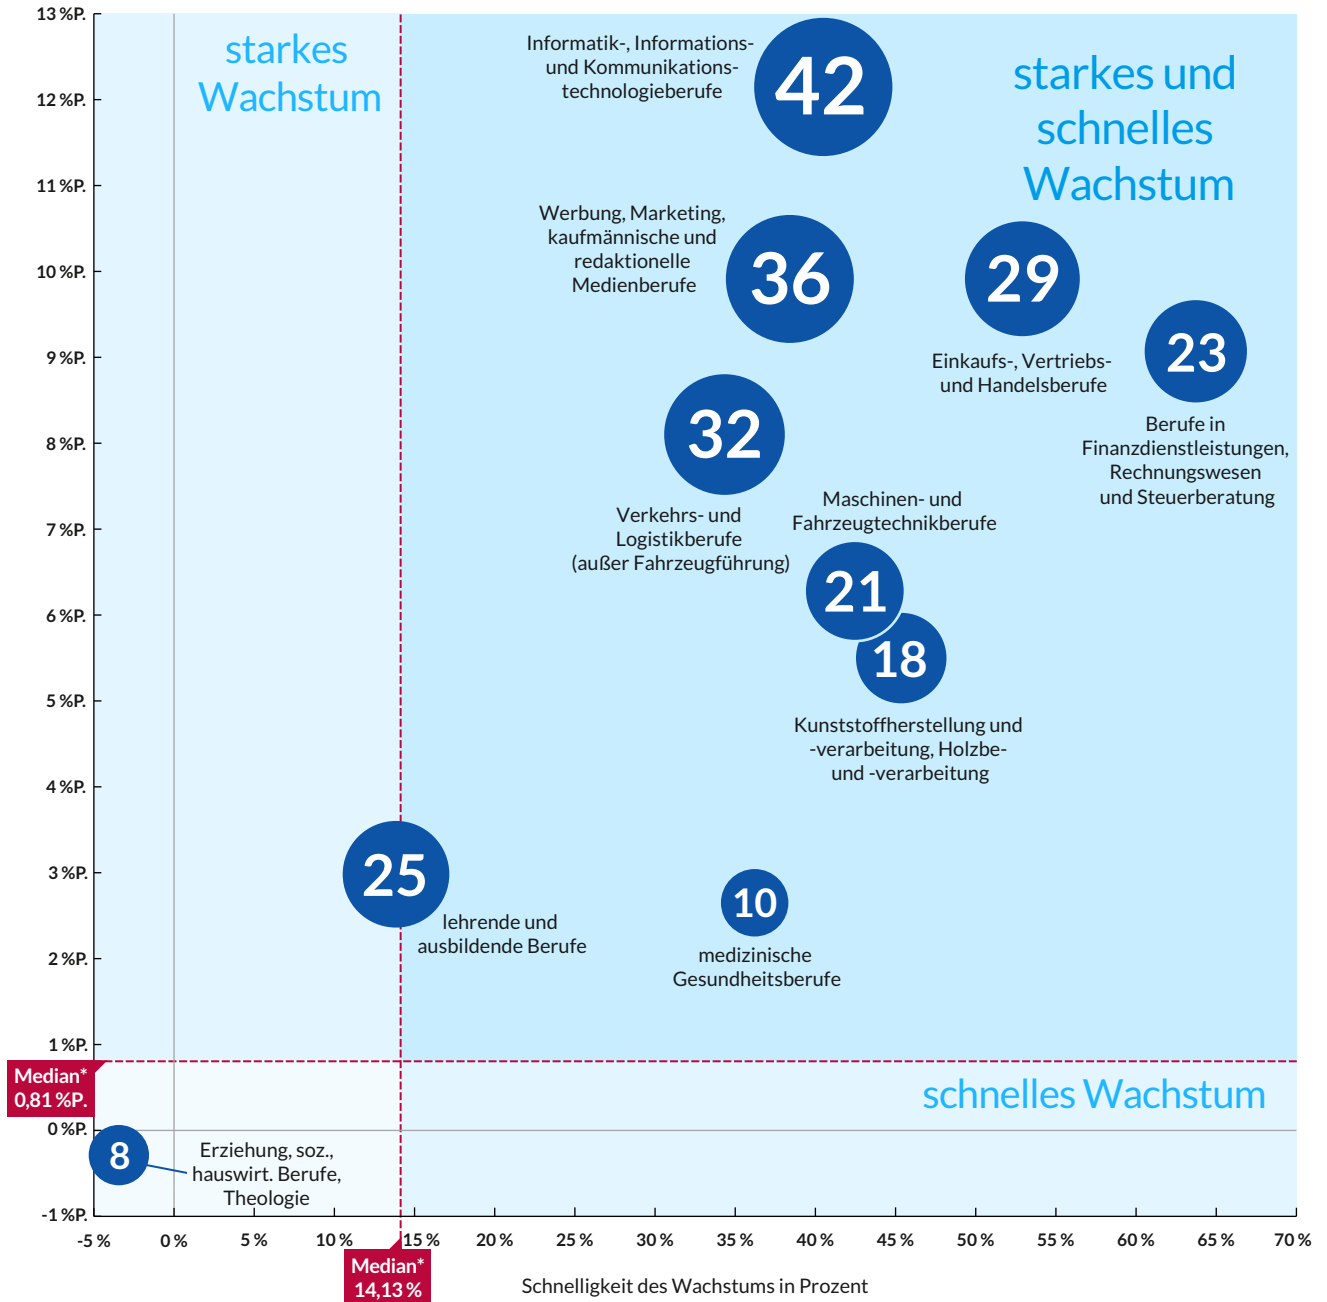 13 %P.
12 %P.
11 %P.
10 %P.
9 %P.
8 %P.
7 %P.
6 %P.
5 %P.
4 %P.
3 %P.
2 %P.
1 %P.
Median*
0,81 %P.
0 %P.
-1 %P.
starkes
Wachstum
starkes und
schnelles
Wachstum
Informatik-, Informations-
und Kommunikations-
technologieberufe
42
Werbung, Marketing,
kaufmännische und
redaktionelle
Medienberufe
36
29
Einkaufs-, Vertriebs-
und Handelsberufe
23
Berufe in
Finanzdienstleistungen,
Rechnungswesen
und Steuerberatung
32
Verkehrs- und
Logistikberufe
(außer Fahrzeugführung)
Maschinen- und
Fahrzeugtechnikberufe
21
18
Kunststoffherstellung und
-verarbeitung, Holzbe-
und -verarbeitung
25
lehrende und
ausbildende Berufe
10
medizinische
Gesundheitsberufe
schnelles Wachstum
8
Erziehung, soz.,
hauswirt. Berufe,
Theologie
-5 %
0 %
5 %
10 %
15 %
20 %
25 %
30 %
35 %
40 %
45 %
50 %
55 %
60 %
65 %
70 %
Median*
14,13 %
Schnelligkeit des Wachstums in Prozent